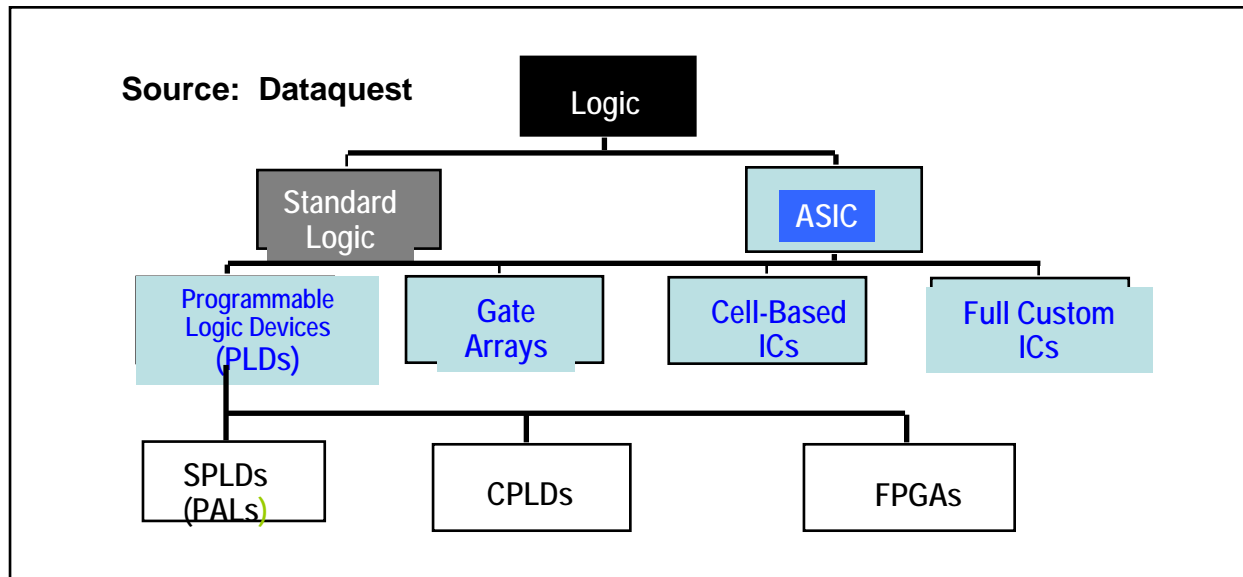 Source: Dataquest
Logic
Standard
Logic
ASIC
Programmable
Logic Devices
(PLDs)
Gate
Arrays
Cell-Based
ICs
Full Custom
ICs
SPLDs
(PALs)
CPLDs
FPGAs